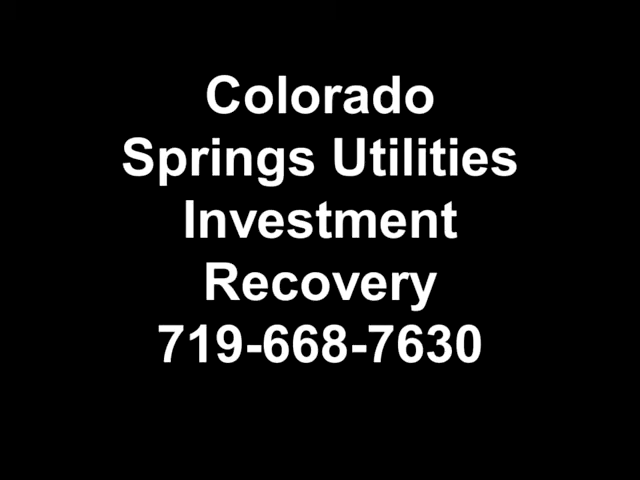 Colorado
Springs Utilities
Investment
Recovery
719-668-7630